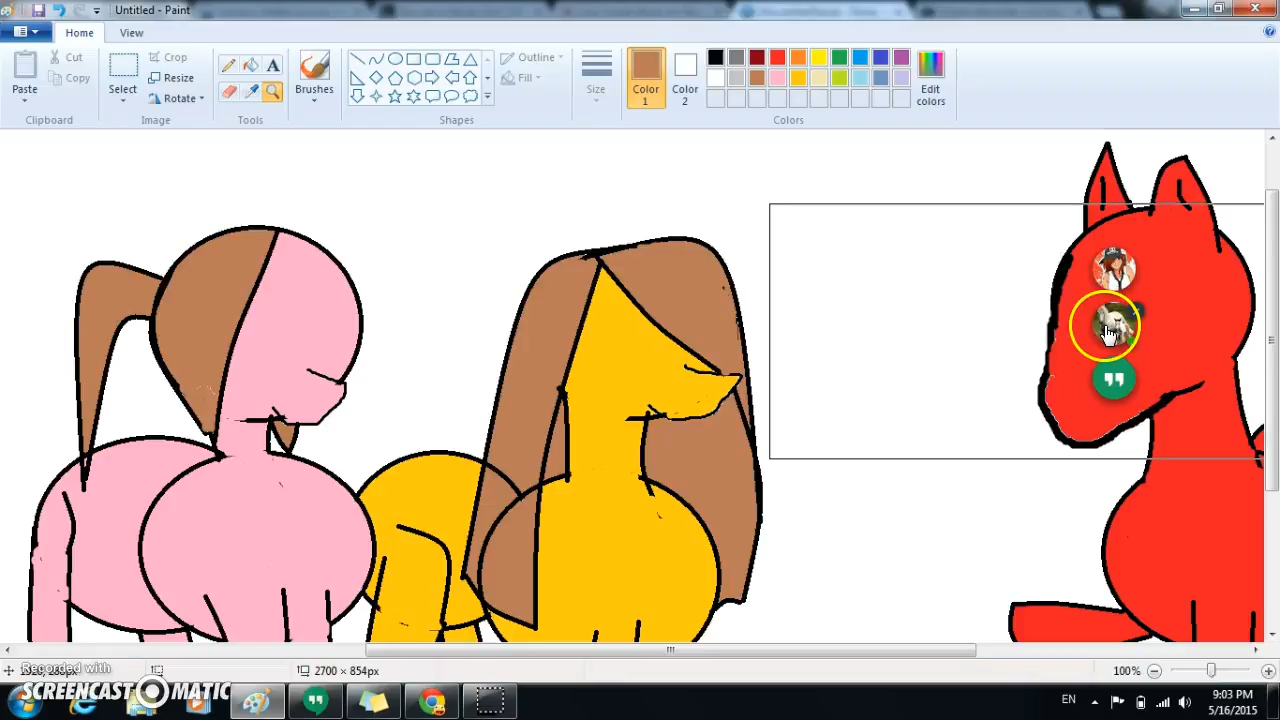 Untitled - Paint
Home View
Paste
Cut
Copy
Clipboard
Select
Crop
Resize
Rotate
Image
A
Tools
Brushes
Outline
Fill
Shapes
Size
Color 1
Color 2
Edit colors
Colors
Recorded with
SCREENCAST O MATIC
2700 × 854px
100%
EN
9:03 PM
5/16/2015